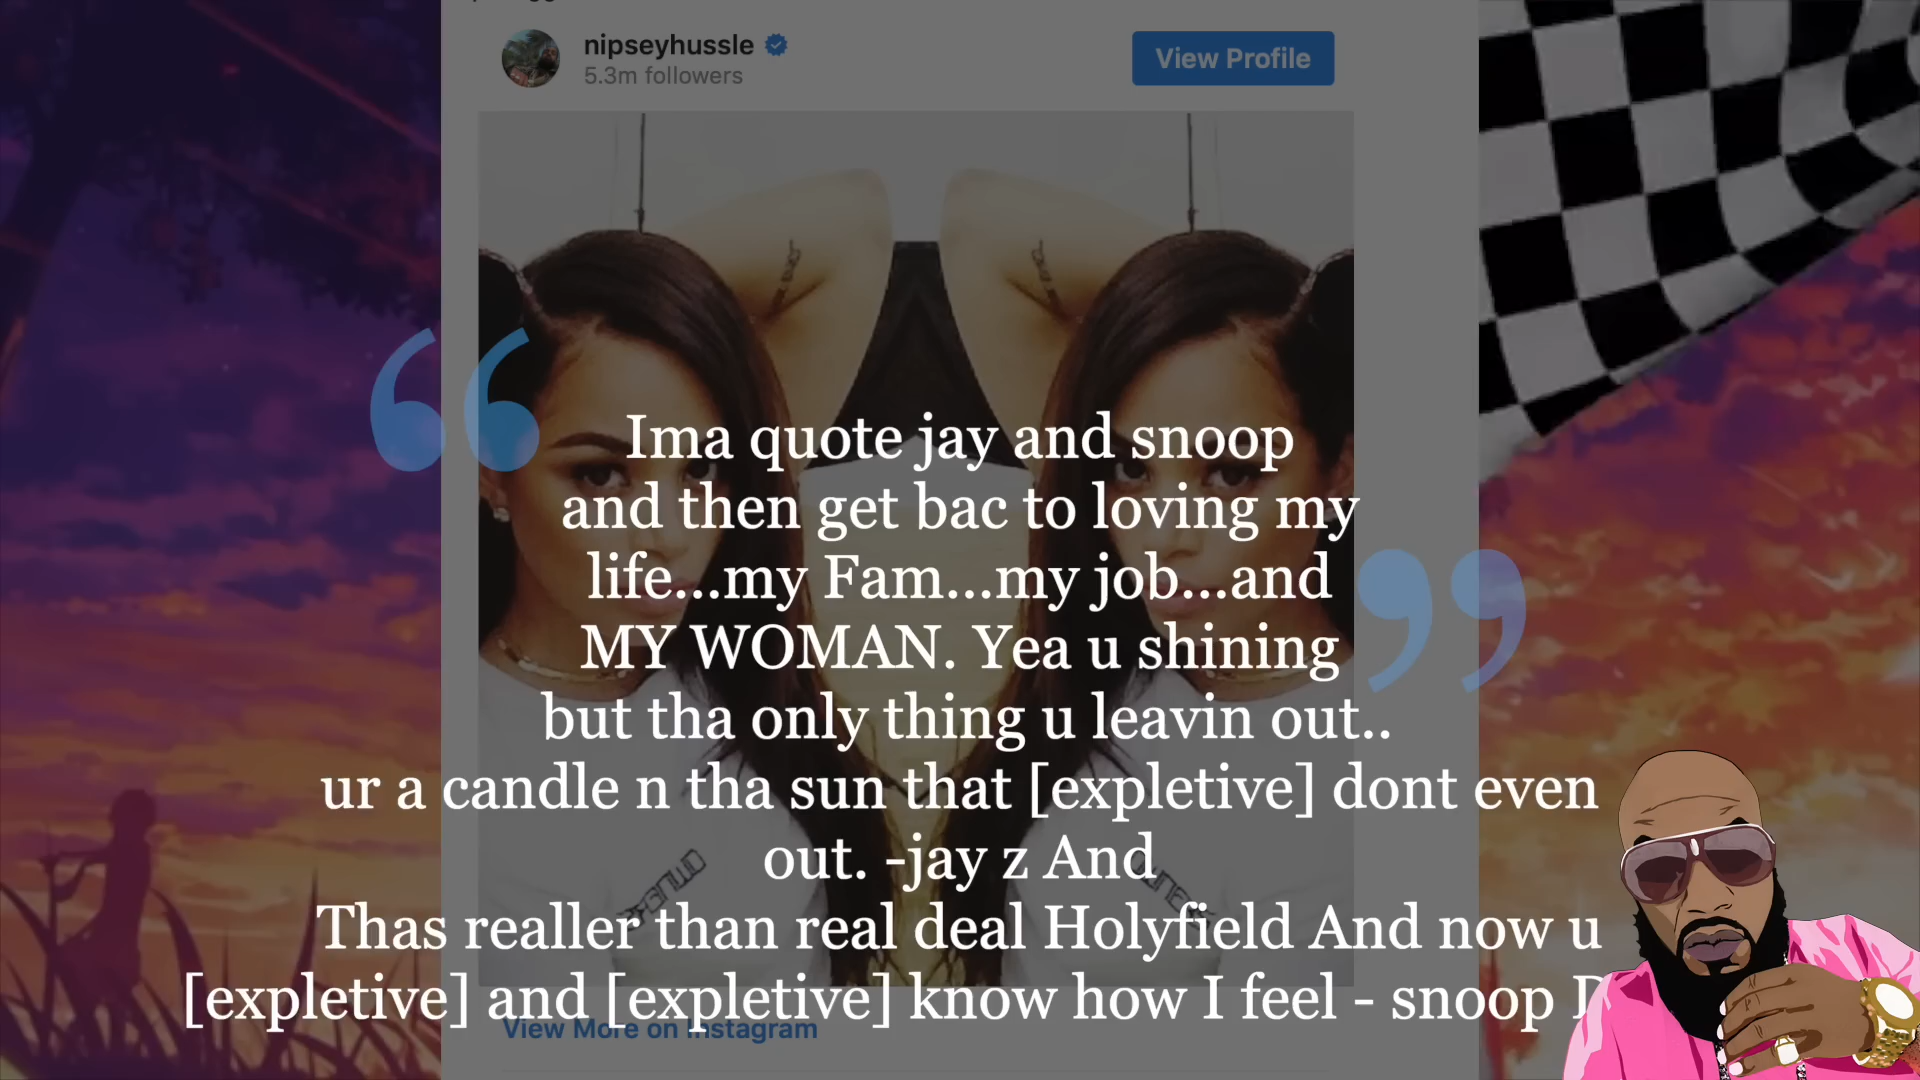 nipseyhussle
5.3m followers
View Profile
Ima quote jay and snoop
and then get bac to loving my
life...my Fam...my job...and
MY WOMAN. Yea u shining
but tha only thing u leavin out..
ur a candle n tha sun that [expletive] dont even
out. -jay z And
Thas realler than real deal Holyfield And now u
[expletive] and [expletive] know how I feel - snoop D
View More on Instagram